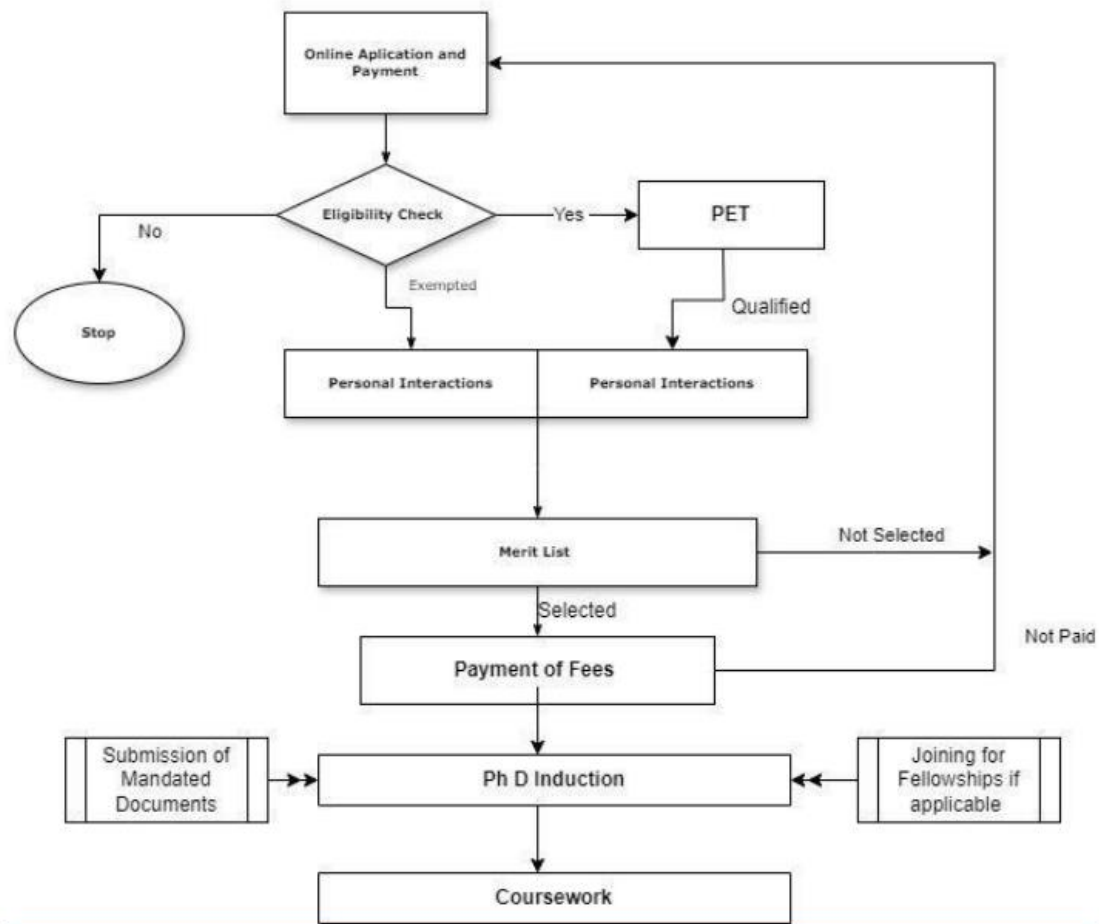 Online Aplication and
Payment
Eligibility Check
Yes
PET
No
Exempted
Qualified
Stop
Personal Interactions
Personal Interactions
Merit List
Not Selected
Selected
Not Paid
Payment of Fees
Submission of
Mandated
Documents
Ph D Induction
Joining for
Fellowships if
applicable
Coursework